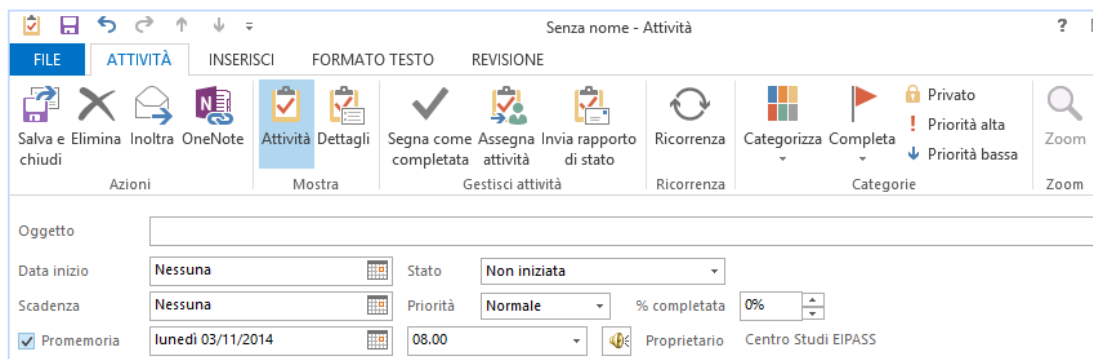 Senza nome - Attività ?
FILE ATTIVITÀ INSERISCI FORMATO TESTO REVISIONE
Salva e chiudi Elimina Inoltra OneNote Attività Dettagli Segna come completata Assegna attività Invia rapporto di stato Ricorrenza Categorizza Completa Privato Priorità alta Priorità bassa Zoom
Azioni Mostra Gestisci attività Ricorrenza Categorie Zoom
Oggetto
Data inizio Nessuna Stato Non iniziata
Scadenza Nessuna Priorità Normale % completata 0%
Promemoria lunedì 03/11/2014 08.00 Proprietario Centro Studi EIPASS